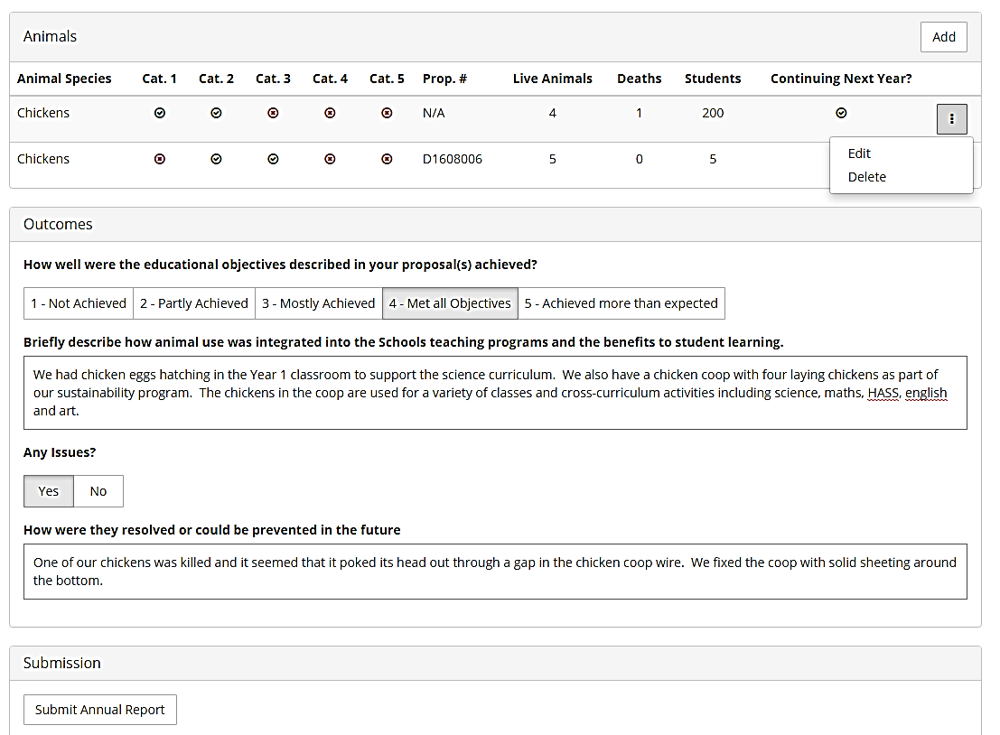 Animals
Add
Animal Species Cat. 1 Cat. 2 Cat. 3 Cat. 4 Cat. 5 Prop. # Live Animals Deaths Students Continuing Next Year?
Chickens N/A 4 1 200
Chickens D1608006 5 0 5
Edit
Delete
Outcomes
How well were the educational objectives described in your proposal(s) achieved?
1 - Not Achieved 2 - Partly Achieved 3 - Mostly Achieved 4 - Met all Objectives 5 - Achieved more than expected
Briefly describe how animal use was integrated into the Schools teaching programs and the benefits to student learning.
We had chicken eggs hatching in the Year 1 classroom to support the science curriculum.  We also have a chicken coop with four laying chickens as part of
our sustainability program.  The chickens in the coop are used for a variety of classes and cross-curriculum activities including science, maths, HASS, english
and art.
Any Issues?
Yes No
How were they resolved or could be prevented in the future
One of our chickens was killed and it seemed that it poked its head out through a gap in the chicken coop wire.  We fixed the coop with solid sheeting around
the bottom.
Submission
Submit Annual Report